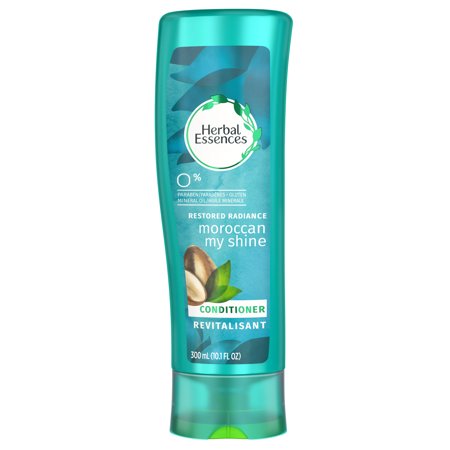 Herbal
Essences
0%
PARABEN/PARABÈNES • GLUTEN
MINERAL OIL/HUILE MINÉRALE
RESTORED RADIANCE
moroccan
my shine
CONDITIONER
REVITALISANT
300 mL (10.1 FL OZ)